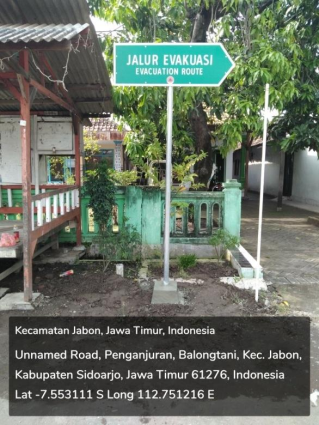 JALUR EVAKUASI
EVACUATION ROUTE
Kecamatan Jabon, Jawa Timur, Indonesia
Unnamed Road, Penganjuran, Balongtani, Kec. Jabon,
Kabupaten Sidoarjo, Jawa Timur 61276, Indonesia
Lat -7.553111 S Long 112.751216 E